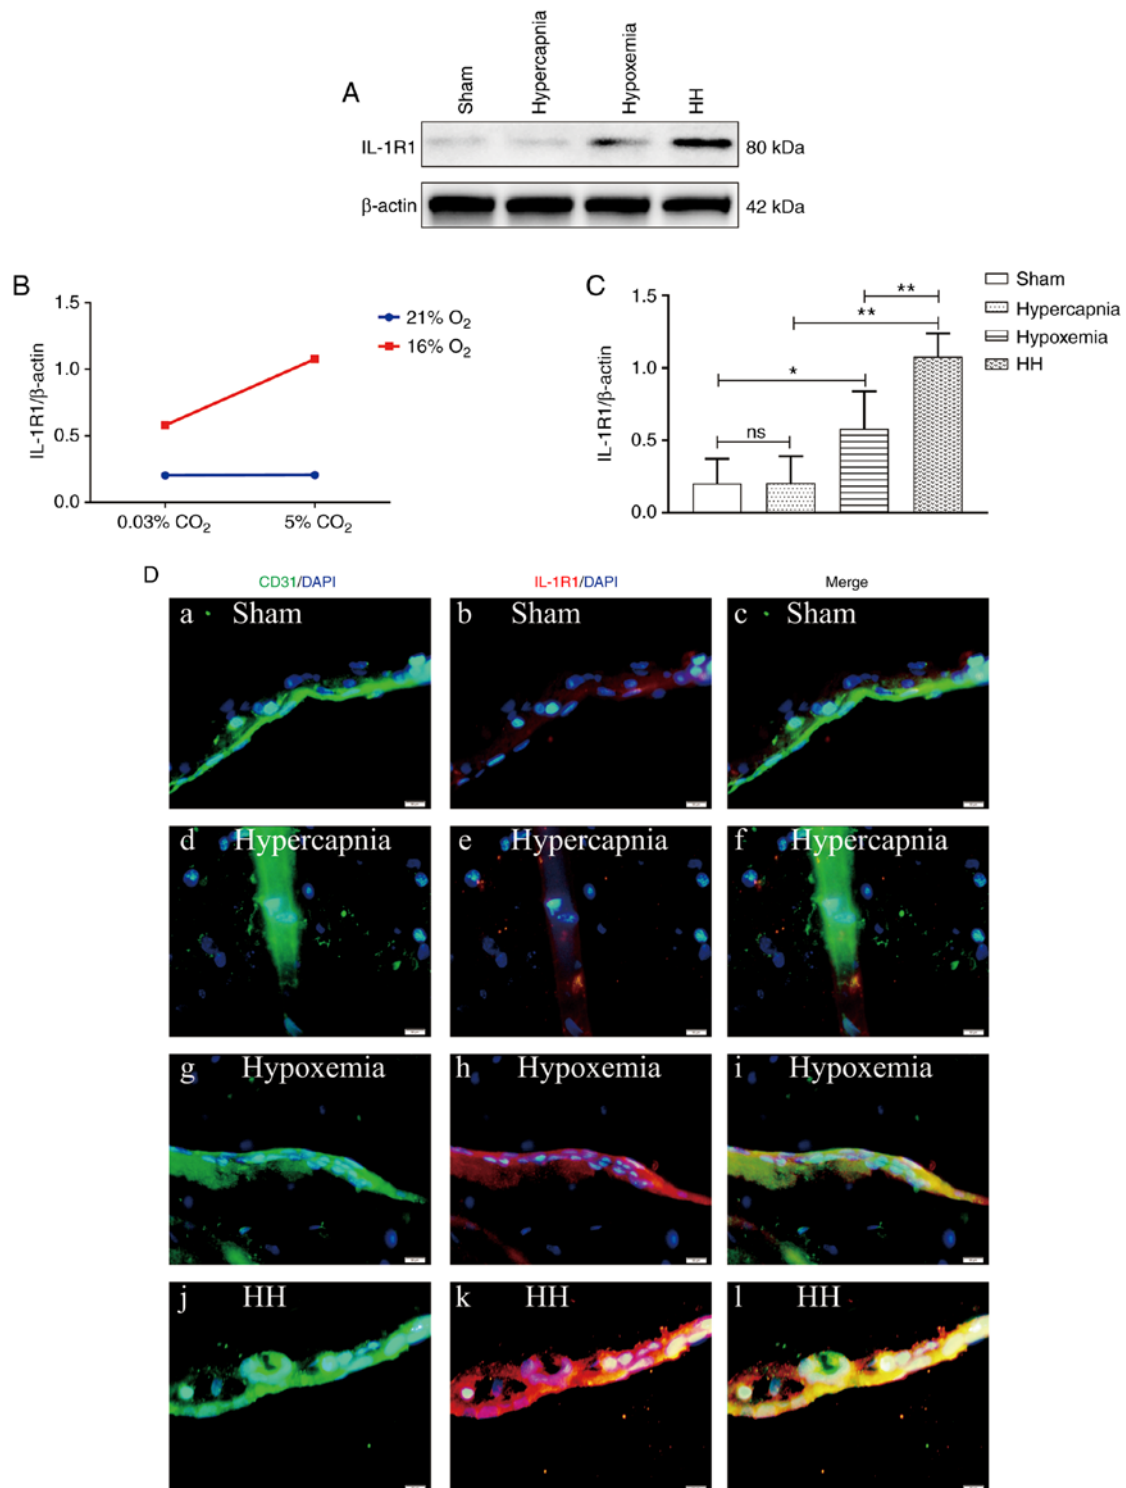 A
Sham
Hypercapnia
Hypoxemia
HH
IL-1R1
80 kDa
β-actin
42 kDa
B
IL-1R1/β-actin
1.5
1.0
0.5
0.0
0.03% CO2
5% CO2
21% O2
16% O2
C
IL-1R1/β-actin
1.5
1.0
0.5
0.0
ns
*
**
**
Sham
Hypercapnia
Hypoxemia
HH
D
CD31/DAPI
IL-1R1/DAPI
Merge
a Sham
b Sham
c Sham
d Hypercapnia
e Hypercapnia
f Hypercapnia
g Hypoxemia
h Hypoxemia
i Hypoxemia
j HH
k HH
l HH